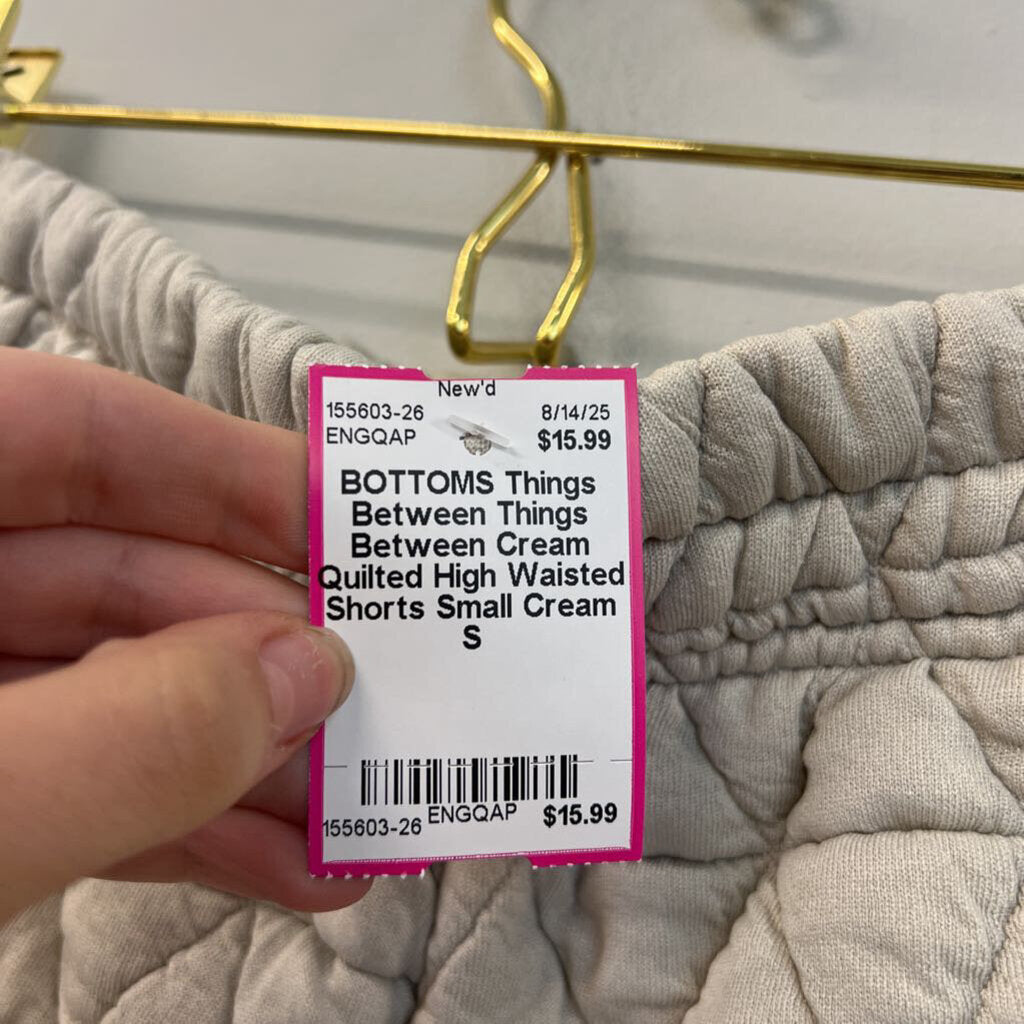 New'd
155603-26 8/14/25
ENGQAP $15.99
BOTTOMS Things
Between Things
Between Cream
Quilted High Waisted
Shorts Small Cream
S
155603-26 ENGQAP $15.99